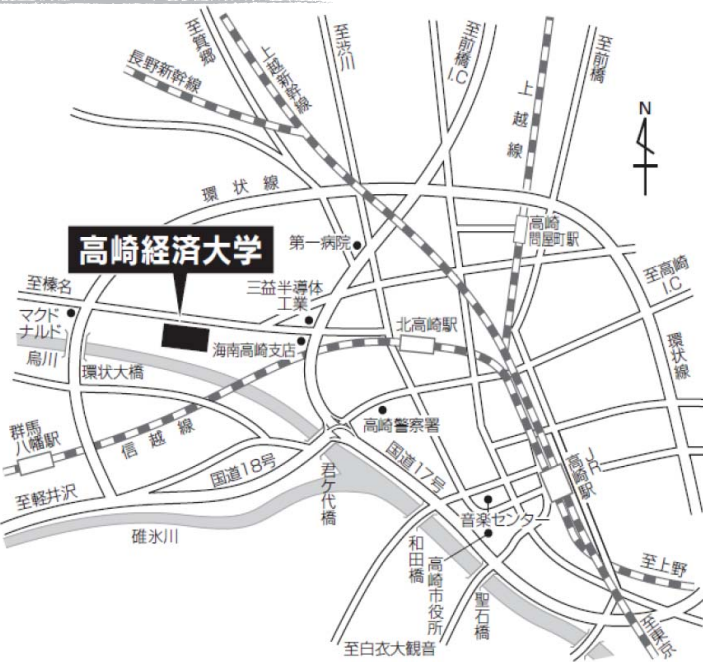 至箕郷
上越新幹線
至渋川
至前橋
I.C
上越線
至前橋
長野新幹線
N
環状線
高崎
問屋町駅
第一病院
高崎経済大学
至高崎
I.C
至榛名
三益半導体
工業
マクド
ナルド
北高崎駅
環状線
海南高崎支店
烏川
環状大橋
高崎警察署
群馬
八幡駅
信越線
国道18号
国道17号
JR
高崎駅
君ケ代橋
至軽井沢
音楽センター
碓氷川
和田橋
高崎市役所
聖石橋
至上野
至白衣大観音
至東京